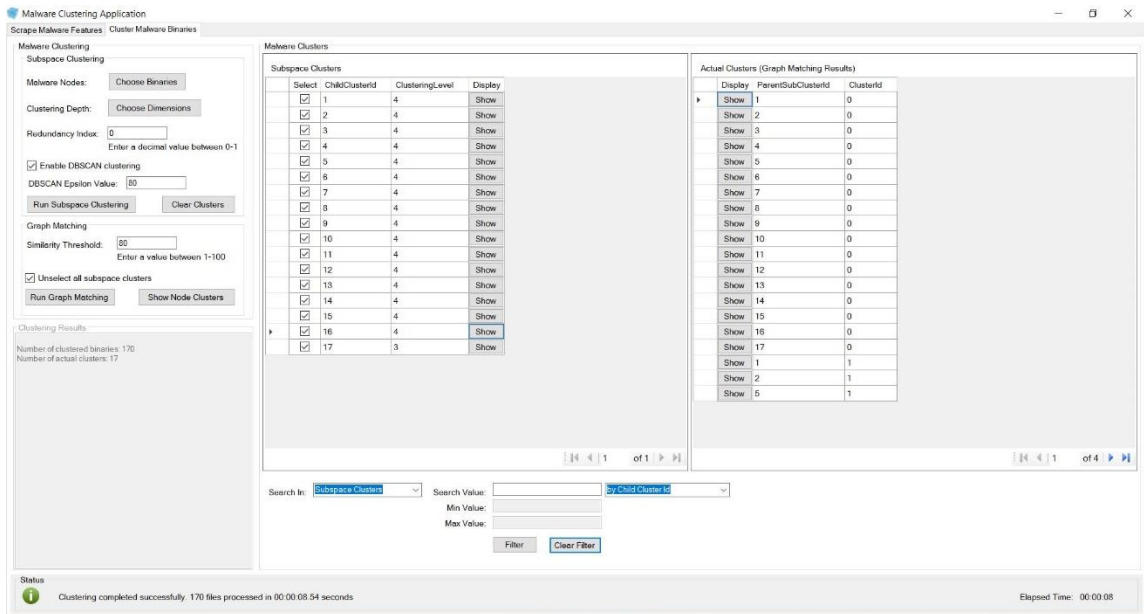 Malware Clustering Application
Scrape Malware Features Cluster Malware Binaries
Malware Clustering
Subspace Clustering
Malware Nodes: Choose Binaries
Clustering Depth: Choose Dimensions
Redundancy Index: 0
Enter a decimal value between 0-1
Enable DBSCAN clustering
DBSCAN Epsilon Value: 80
Run Subspace Clustering Clear Clusters
Graph Matching
Similarity Threshold: 80
Enter a value between 1-100
Unselect all subspace clusters
Run Graph Matching Show Node Clusters
Clustering Results
Number of clustered binaries: 170
Number of actual clusters: 17
Malware Clusters
Subspace Clusters
Select ChildClusterId ClusteringLevel Display
1 4 Show
2 4 Show
3 4 Show
4 4 Show
5 4 Show
6 4 Show
7 4 Show
8 4 Show
9 4 Show
10 4 Show
11 4 Show
12 4 Show
13 4 Show
14 4 Show
15 4 Show
16 4 Show
17 3 Show
1 of 1
Actual Clusters (Graph Matching Results)
Display ParentSubClusterId ClusterId
Show 1 0
Show 2 0
Show 3 0
Show 4 0
Show 5 0
Show 6 0
Show 7 0
Show 8 0
Show 9 0
Show 10 0
Show 11 0
Show 12 0
Show 13 0
Show 14 0
Show 15 0
Show 16 0
Show 17 0
Show 1 1
Show 2 1
Show 5 1
1 of 4
Search In: Subspace Clusters Search Value: by Child Cluster Id
Min Value:
Max Value:
Filter Clear Filter
Status
Clustering completed successfully. 170 files processed in 00:00:08.54 seconds Elapsed Time: 00:00:08